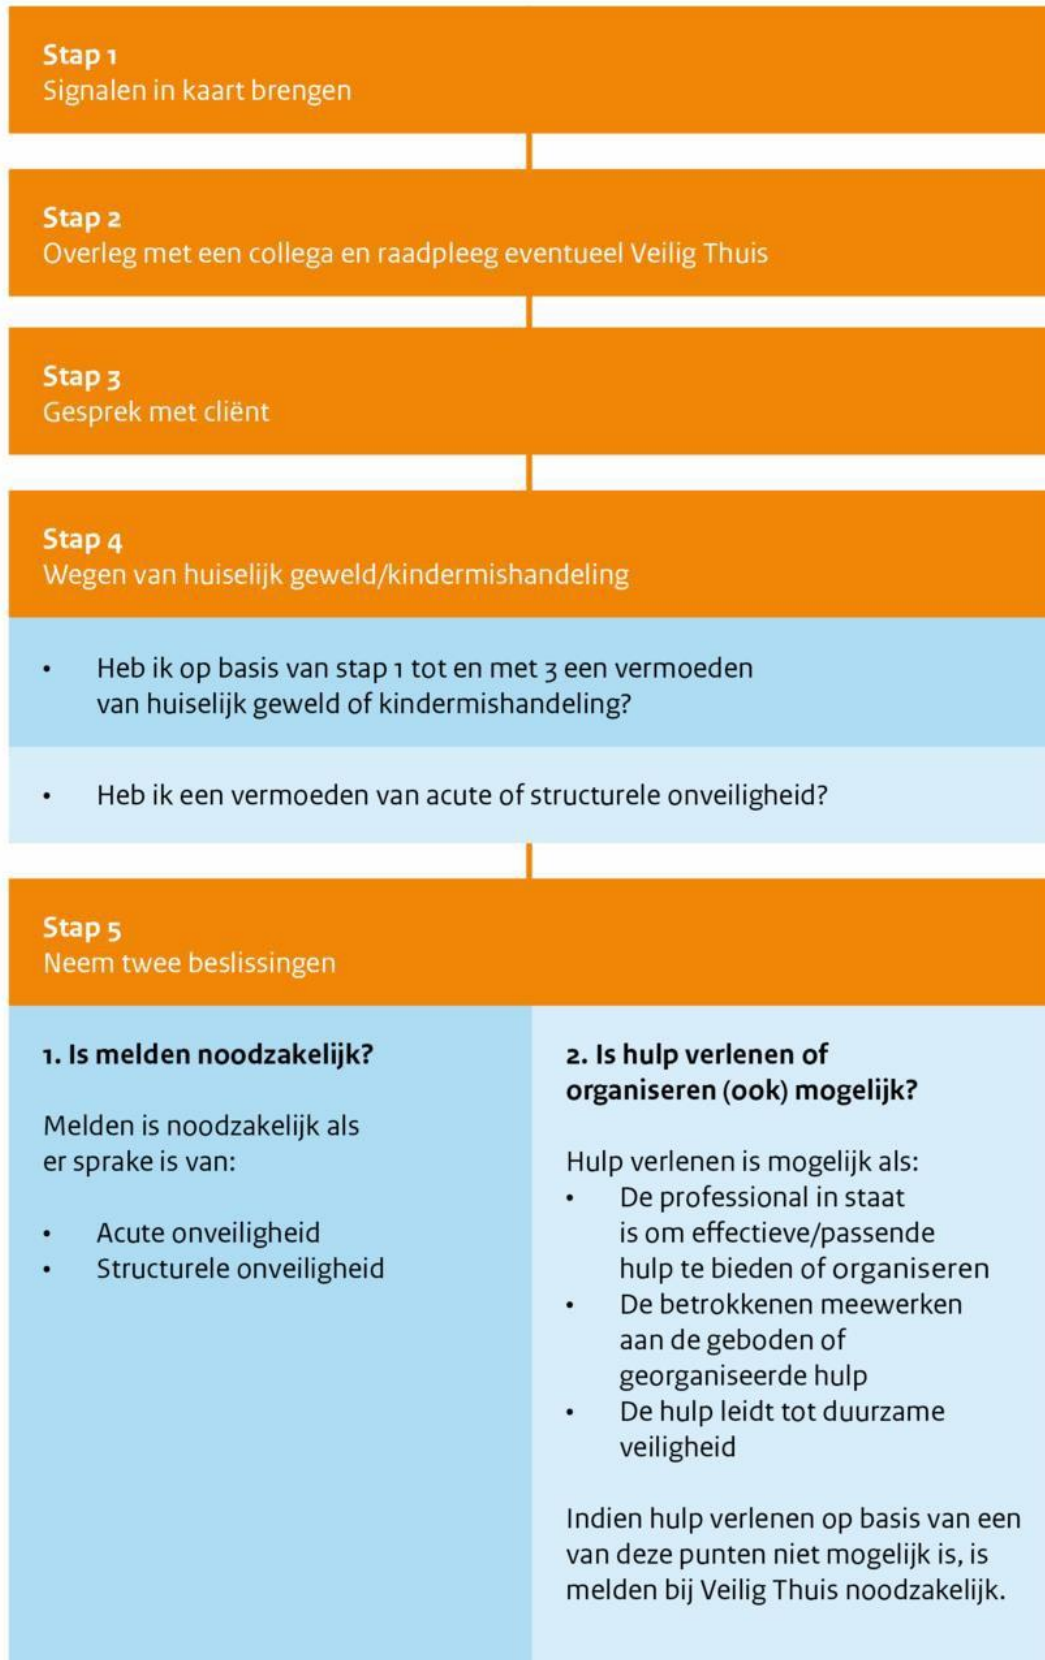 Stap 1
Signalen in kaart brengen
Stap 2
Overleg met een collega en raadpleeg eventueel Veilig Thuis
Stap 3
Gesprek met cliënt
Stap 4
Wegen van huiselijk geweld/kindermishandeling
• Heb ik op basis van stap 1 tot en met 3 een vermoeden
van huiselijk geweld of kindermishandeling?
• Heb ik een vermoeden van acute of structurele onveiligheid?
Stap 5
Neem twee beslissingen
1. Is melden noodzakelijk?
Melden is noodzakelijk als
er sprake is van:
• Acute onveiligheid
• Structurele onveiligheid
2. Is hulp verlenen of
organiseren (ook) mogelijk?
Hulp verlenen is mogelijk als:
• De professional in staat
is om effectieve/passende
hulp te bieden of organiseren
• De betrokkenen meewerken
aan de geboden of
georganiseerde hulp
• De hulp leidt tot duurzame
veiligheid
Indien hulp verlenen op basis van een
van deze punten niet mogelijk is, is
melden bij Veilig Thuis noodzakelijk.